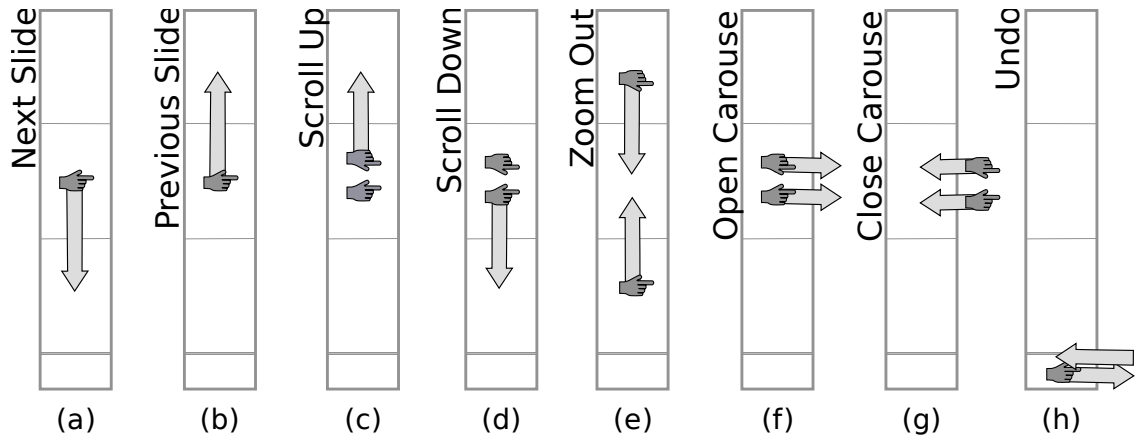 Next Slide
Previous Slide
Scroll Up
Scroll Down
Zoom Out
Open Carouse
Close Carouse
Undo
(a)
(b)
(c)
(d)
(e)
(f)
(g)
(h)